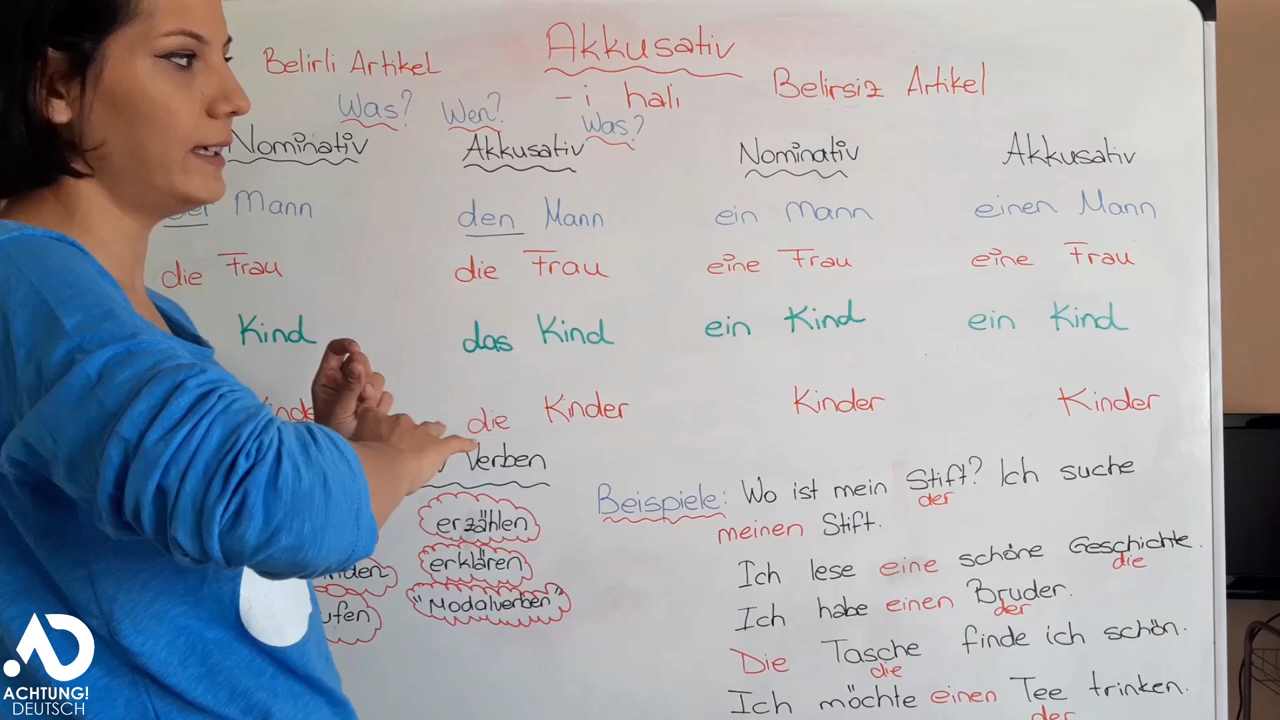 Akkusativ
Belirli Artikel
- i hali Belirsiz Artikel
Was? Wen?
Was?
Nominativ Akkusativ Nominativ Akkusativ
Mann den Mann ein Mann einen Mann
die Frau die Frau eine Frau eine Frau
Kind das Kind ein Kind ein Kind
die Kinder Kinder Kinder
Verben
Beispiele: Wo ist mein Stift? Ich suche
der
meinen Stift.
erzählen
erklären
"Modalverben"
Ich lese eine schöne Geschichte.
die
Ich habe einen Bruder.
der
Die Tasche finde ich schön.
die
Ich möchte einen Tee trinken.
der
ACHTUNG!
DEUTSCH